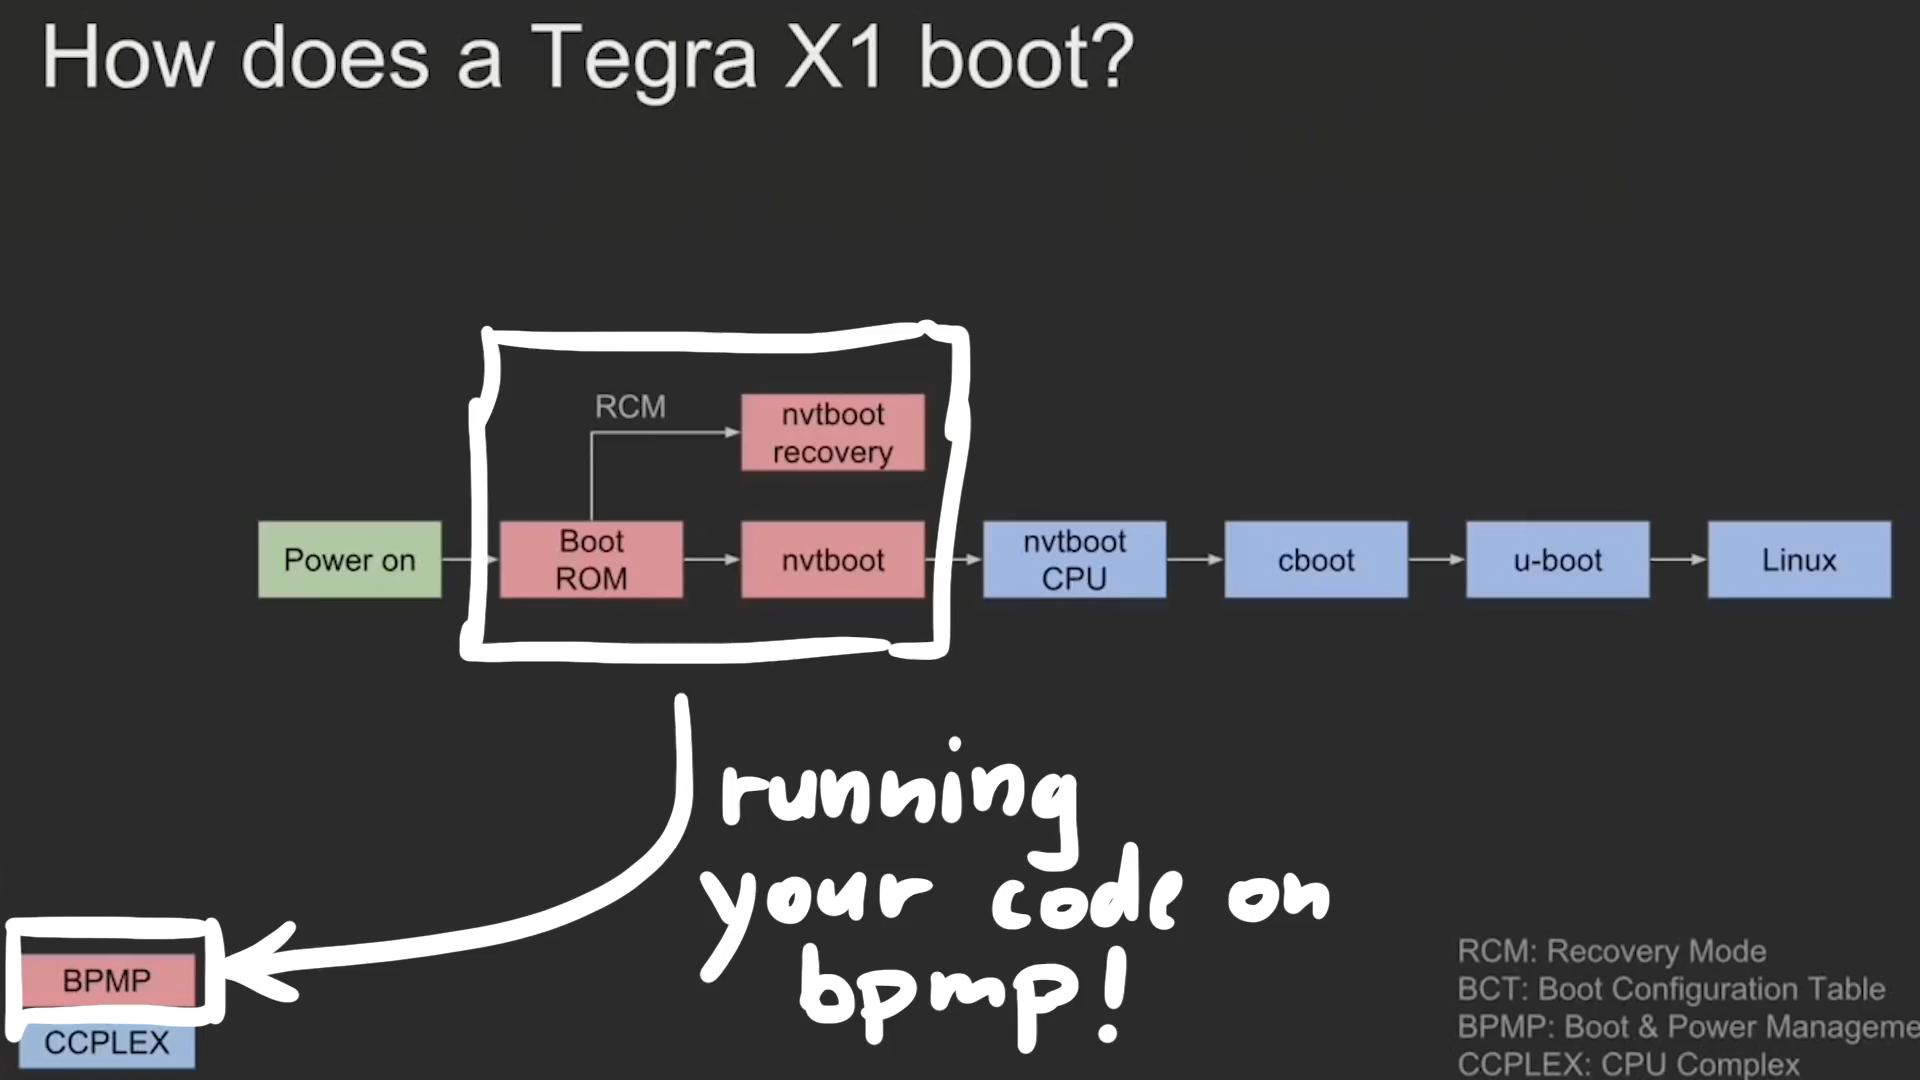 How does a Tegra X1 boot?
RCM
nvtboot
recovery
Power on
Boot
ROM
nvtboot
nvtboot
CPU
cboot
u-boot
Linux
running
your code on
bpmp!
BPMP
CCPLEX
RCM: Recovery Mode
BCT: Boot Configuration Table
BPMP: Boot & Power Manageme
CCPLEX: CPU Complex